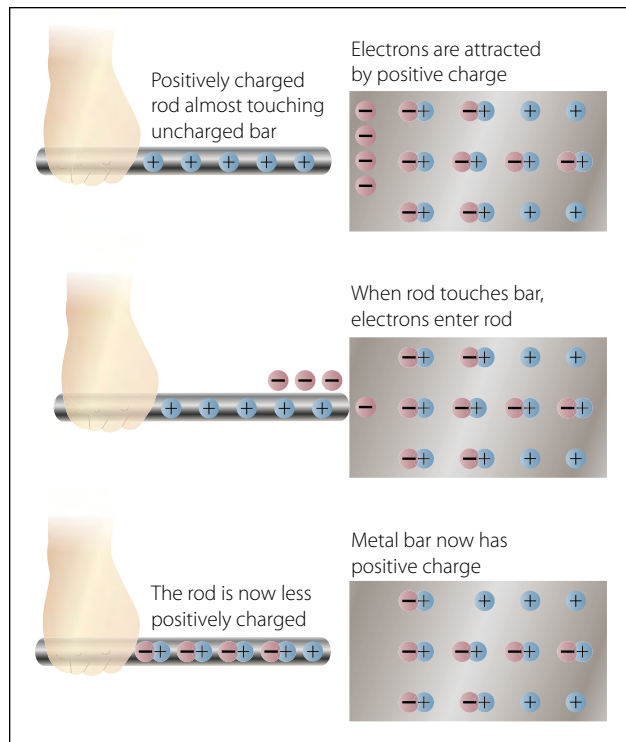 Positively charged
rod almost touching
uncharged bar
Electrons are attracted
by positive charge
When rod touches bar,
electrons enter rod
The rod is now less
positively charged
Metal bar now has
positive charge